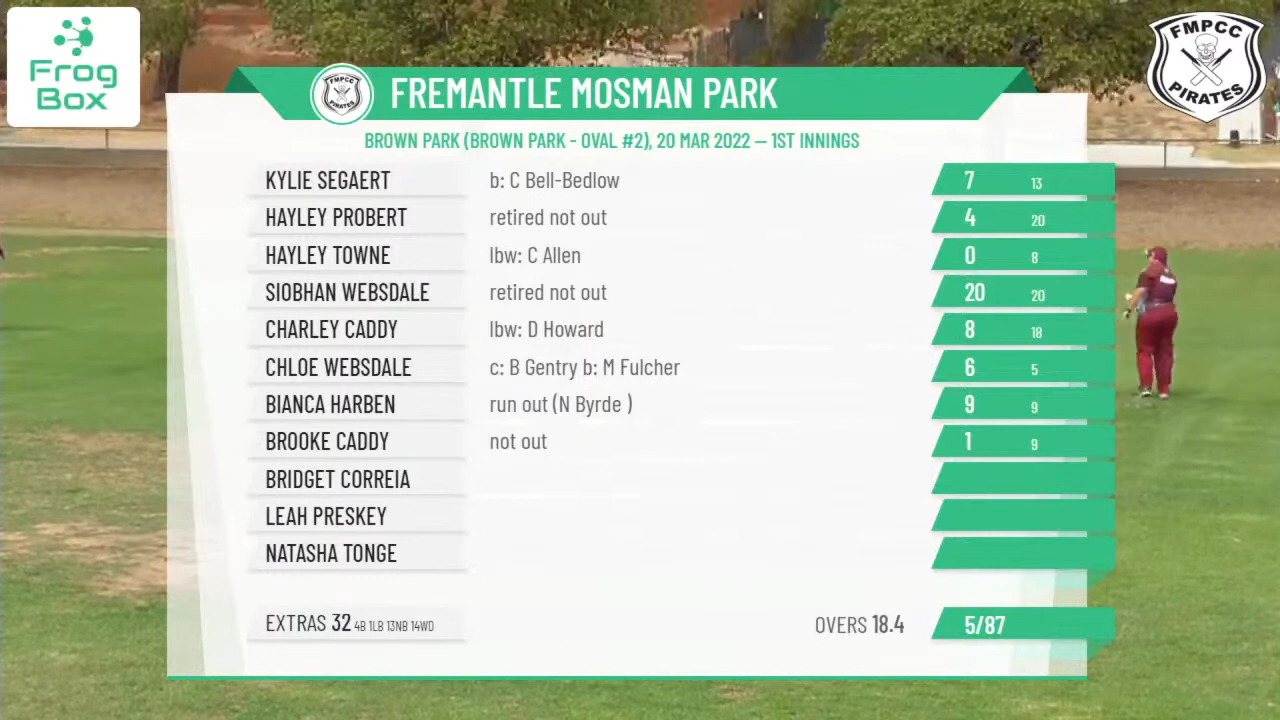 Frog
Box
FMPCC
PIRATES
FMPCC
PIRATES
FREMANTLE MOSMAN PARK
BROWN PARK (BROWN PARK - OVAL #2), 20 MAR 2022 – 1ST INNINGS
KYLIE SEGAERT b: C Bell-Bedlow 7 13
HAYLEY PROBERT retired not out 4 20
HAYLEY TOWNE lbw: C Allen 0 8
SIOBHAN WEBSDALE retired not out 20 20
CHARLEY CADDY lbw: D Howard 8 18
CHLOE WEBSDALE c: B Gentry b: M Fulcher 6 5
BIANCA HARBEN run out (N Byrde ) 9 9
BROOKE CADDY not out 1 9
BRIDGET CORREIA
LEAH PRESKEY
NATASHA TONGE
EXTRAS 32 4B 1LB 13NB 14WD OVERS 18.4 5/87